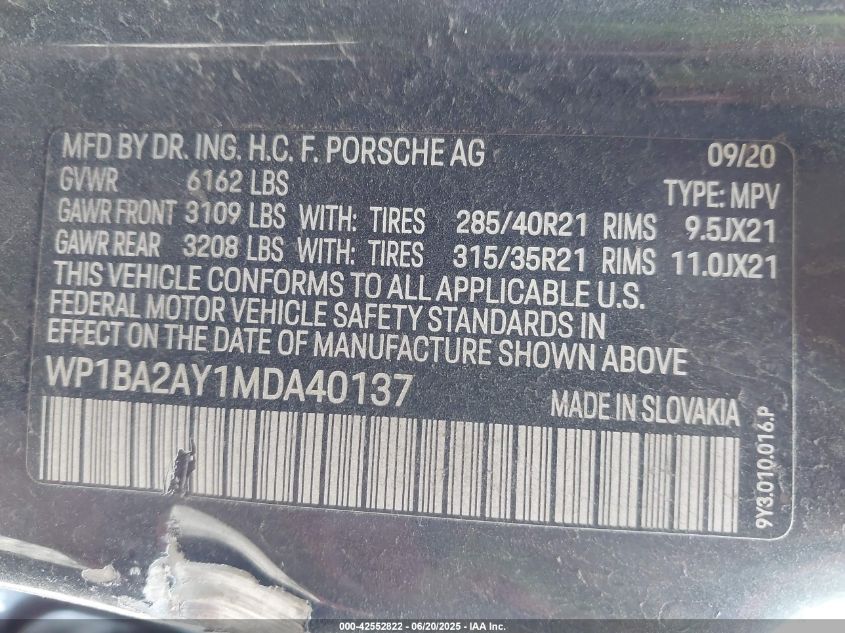 MFD BY DR. ING. H.C. F. PORSCHE AG 09/20
GVWR 6162 LBS TYPE: MPV
GAWR FRONT 3109 LBS WITH: TIRES 285/40R21 RIMS 9.5JX21
GAWR REAR 3208 LBS WITH: TIRES 315/35R21 RIMS 11.0JX21
THIS VEHICLE CONFORMS TO ALL APPLICABLE U.S.
FEDERAL MOTOR VEHICLE SAFETY STANDARDS IN
EFFECT ON THE DATE OF MANUFACTURE SHOWN ABOVE
WP1BA2AY1MDA40137 MADE IN SLOVAKIA
9Y3.010.016.P
000-42552822 - 06/20/2025 - IAA Inc.